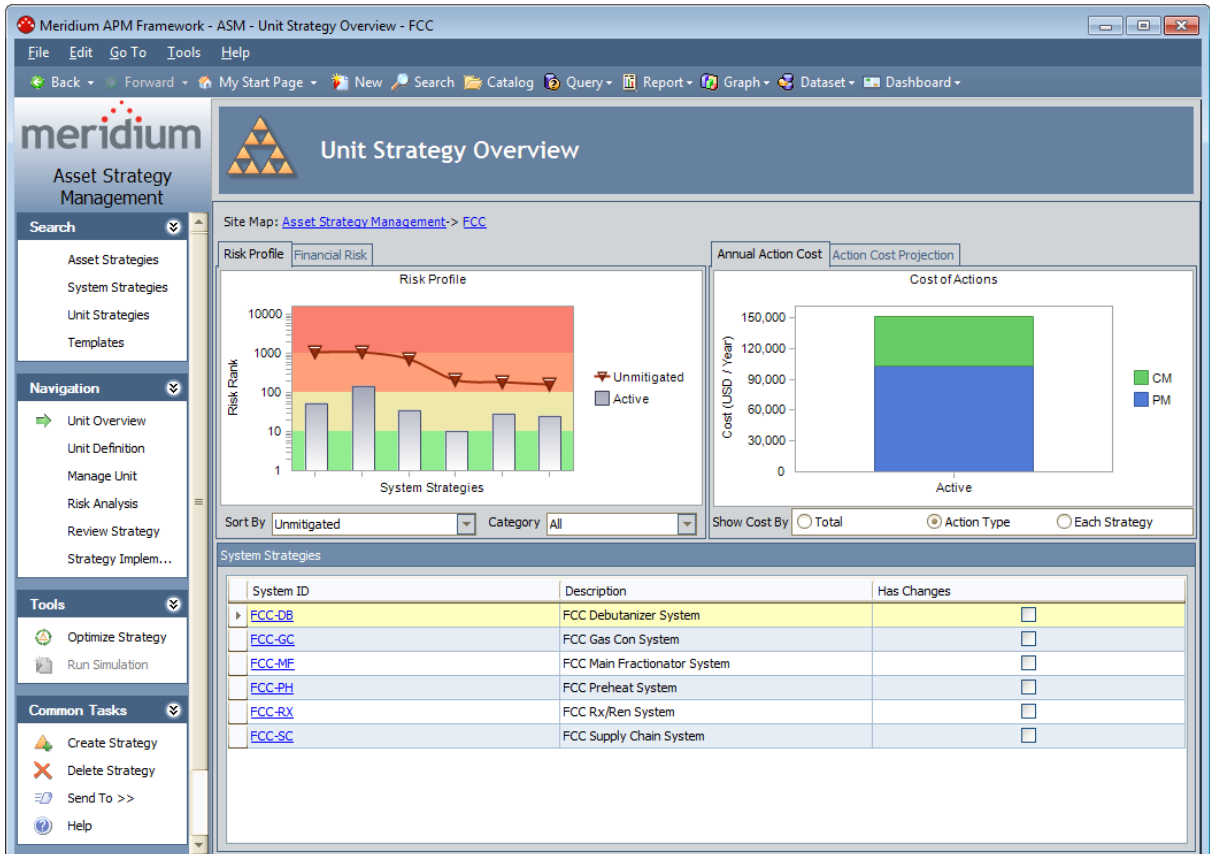 Meridium APM Framework - ASM - Unit Strategy Overview - FCC
File Edit Go To Tools Help
Back Forward My Start Page New Search Catalog Query Report Graph Dataset Dashboard
meridium
Asset Strategy
Management
Search
Asset Strategies
System Strategies
Unit Strategies
Templates
Navigation
Unit Overview
Unit Definition
Manage Unit
Risk Analysis
Review Strategy
Strategy Implem...
Tools
Optimize Strategy
Run Simulation
Common Tasks
Create Strategy
Delete Strategy
Send To >>
Help
Unit Strategy Overview
Site Map: Asset Strategy Management-> FCC
Risk Profile Financial Risk
Risk Profile
Risk Rank
10000
1000
100
10
1
System Strategies
Unmitigated
Active
Sort By Unmitigated Category All
Annual Action Cost Action Cost Projection
Cost of Actions
Cost (USD / Year)
150,000
120,000
90,000
60,000
30,000
0
Active
CM
PM
Show Cost By Total Action Type Each Strategy
System Strategies
System ID Description Has Changes
FCC-DB FCC Debutanizer System
FCC-GC FCC Gas Con System
FCC-MF FCC Main Fractionator System
FCC-PH FCC Preheat System
FCC-RX FCC Rx/Ren System
FCC-SC FCC Supply Chain System